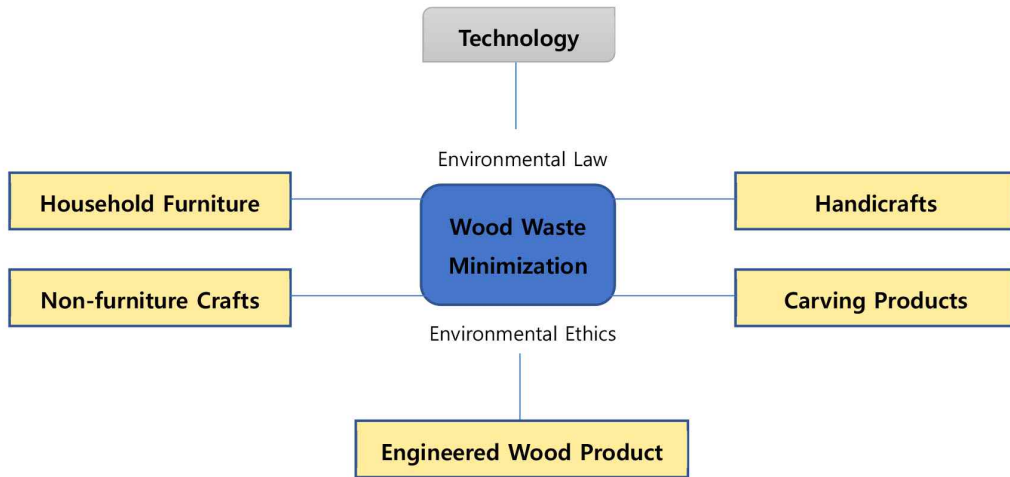 Technology
Environmental Law
Household Furniture
Wood Waste
Minimization
Handicrafts
Non-furniture Crafts
Carving Products
Environmental Ethics
Engineered Wood Product